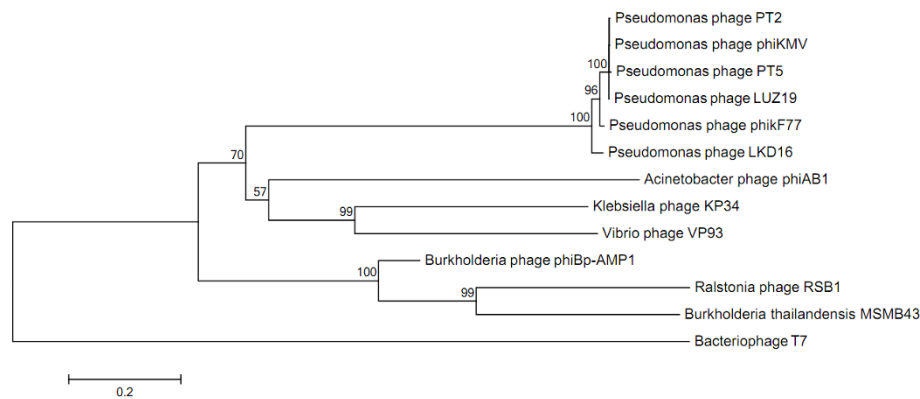 Pseudomonas phage PT2
Pseudomonas phage phiKMV
100
Pseudomonas phage PT5
96
Pseudomonas phage LUZ19
100
Pseudomonas phage phikF77
70
Pseudomonas phage LKD16
57
Acinetobacter phage phiAB1
99
Klebsiella phage KP34
Vibrio phage VP93
100
Burkholderia phage phiBp-AMP1
99
Ralstonia phage RSB1
Burkholderia thailandensis MSMB43
Bacteriophage T7
0.2